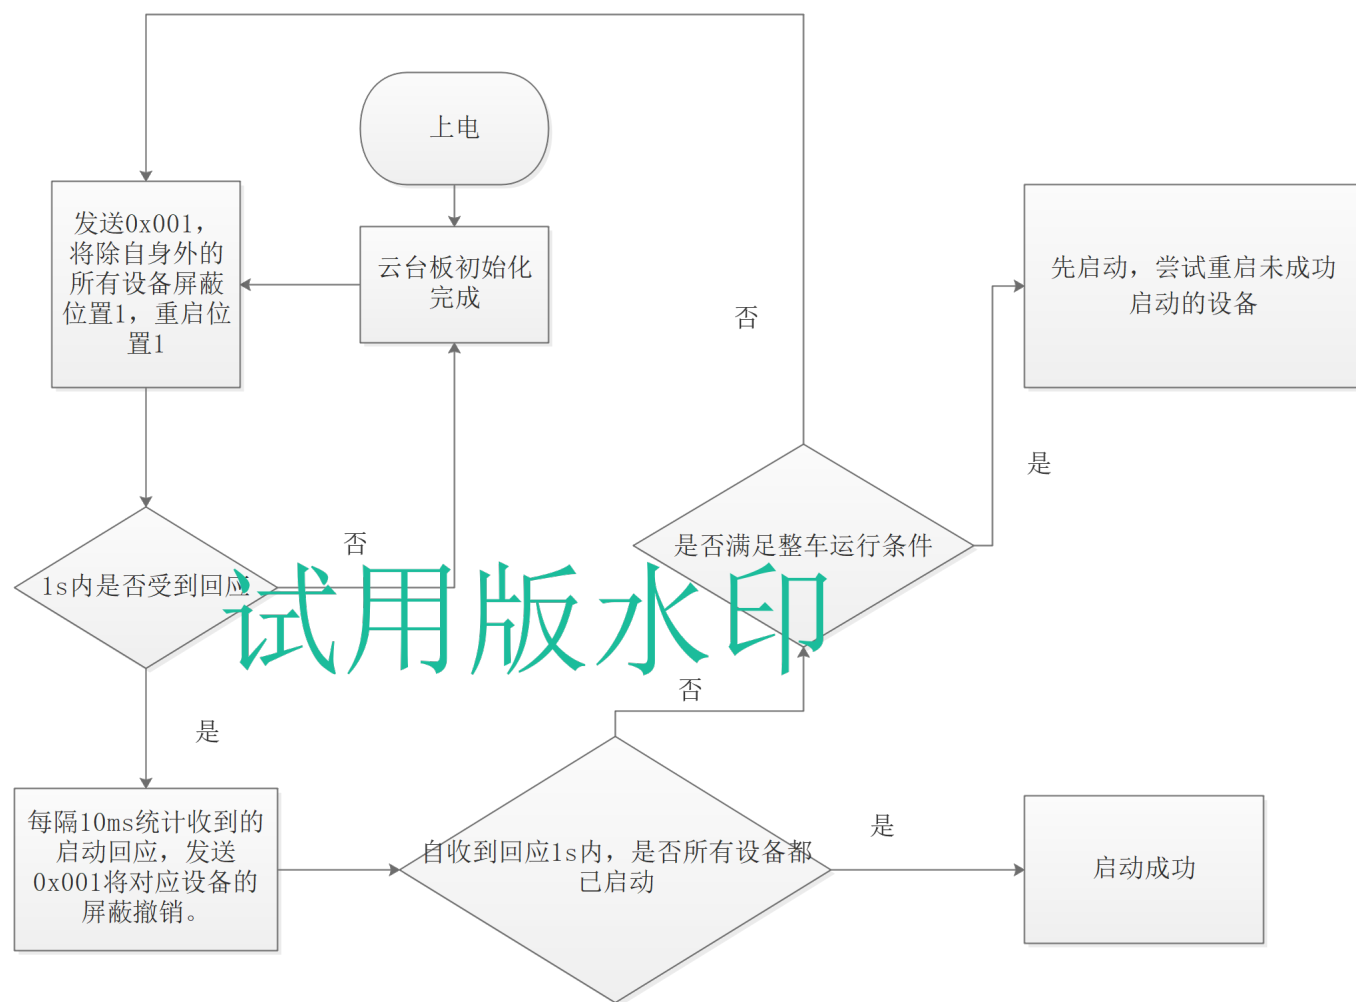 上电
发送0x001，
将除自身外的
所有设备屏蔽
位置1，重启位
置1
云台板初始化
完成
先启动，尝试重启未成功
启动的设备
否
是
1s内是否受到回应
否
是否满足整车运行条件
试用版水印
否
是
每隔10ms统计收到的
启动回应，发送
0x001将对应设备的
屏蔽撤销。
自收到回应1s内，是否所有设备都
已启动
是
启动成功